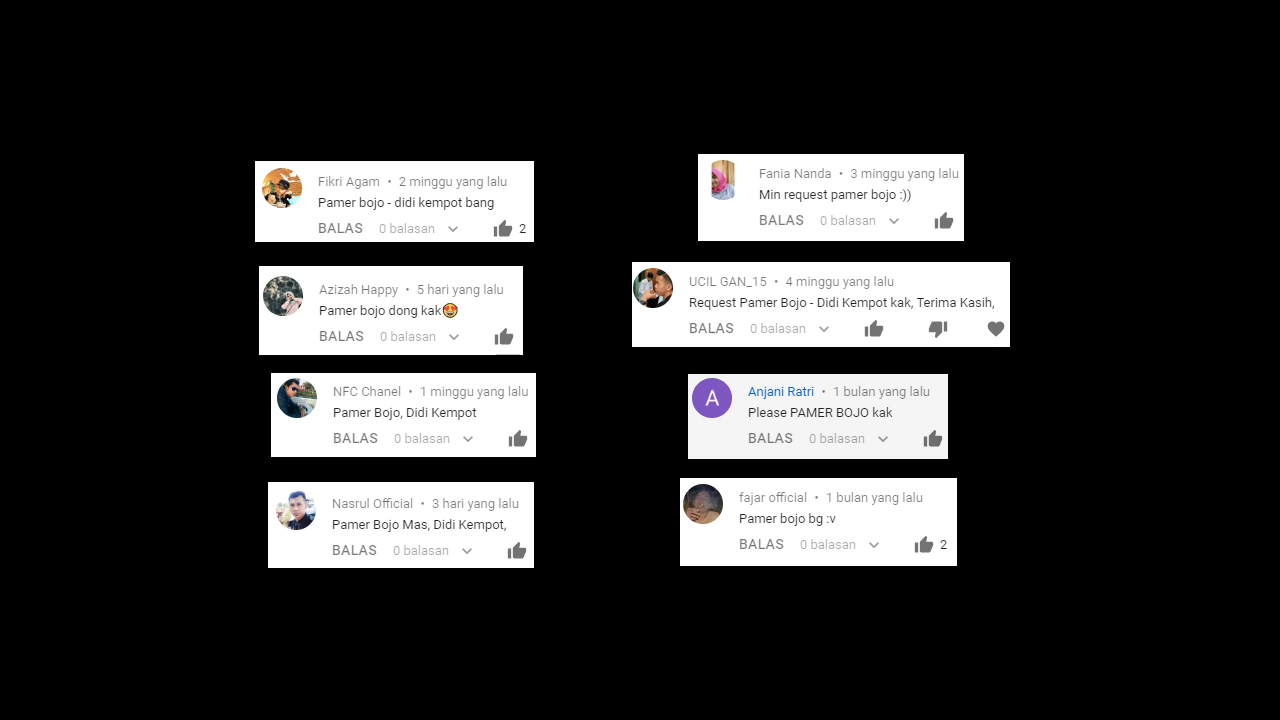 Fikri Agam • 2 minggu yang lalu
Pamer bojo - didi kempot bang
BALAS 0 balasan 2
Azizah Happy • 5 hari yang lalu
Pamer bojo dong kak😍
BALAS 0 balasan
NFC Chanel • 1 minggu yang lalu
Pamer Bojo, Didi Kempot
BALAS 0 balasan
Nasrul Official • 3 hari yang lalu
Pamer Bojo Mas, Didi Kempot,
BALAS 0 balasan
Fania Nanda • 3 minggu yang lalu
Min request pamer bojo :))
BALAS 0 balasan
UCIL GAN_15 • 4 minggu yang lalu
Request Pamer Bojo - Didi Kempot kak, Terima Kasih,
BALAS 0 balasan
A
Anjani Ratri • 1 bulan yang lalu
Please PAMER BOJO kak
BALAS 0 balasan
fajar official • 1 bulan yang lalu
Pamer bojo bg :v
BALAS 0 balasan 2